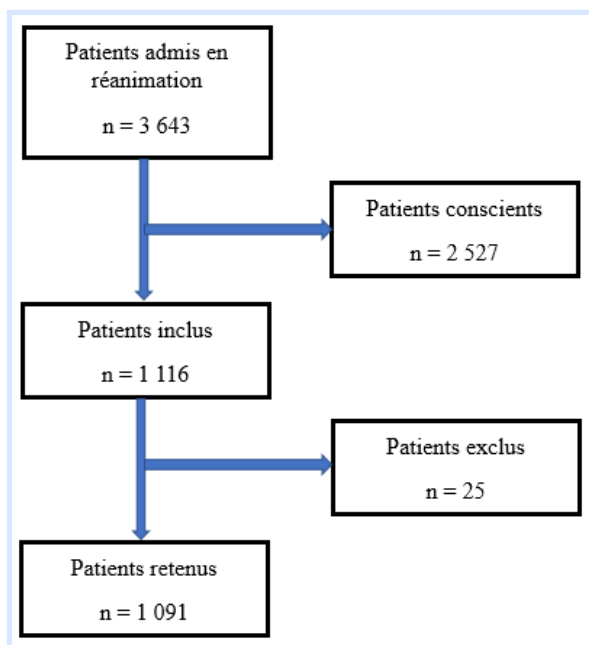 Patients admis en
réanimation
n = 3 643
Patients conscients
n = 2 527
Patients inclus
n = 1 116
Patients exclus
n = 25
Patients retenus
n = 1 091